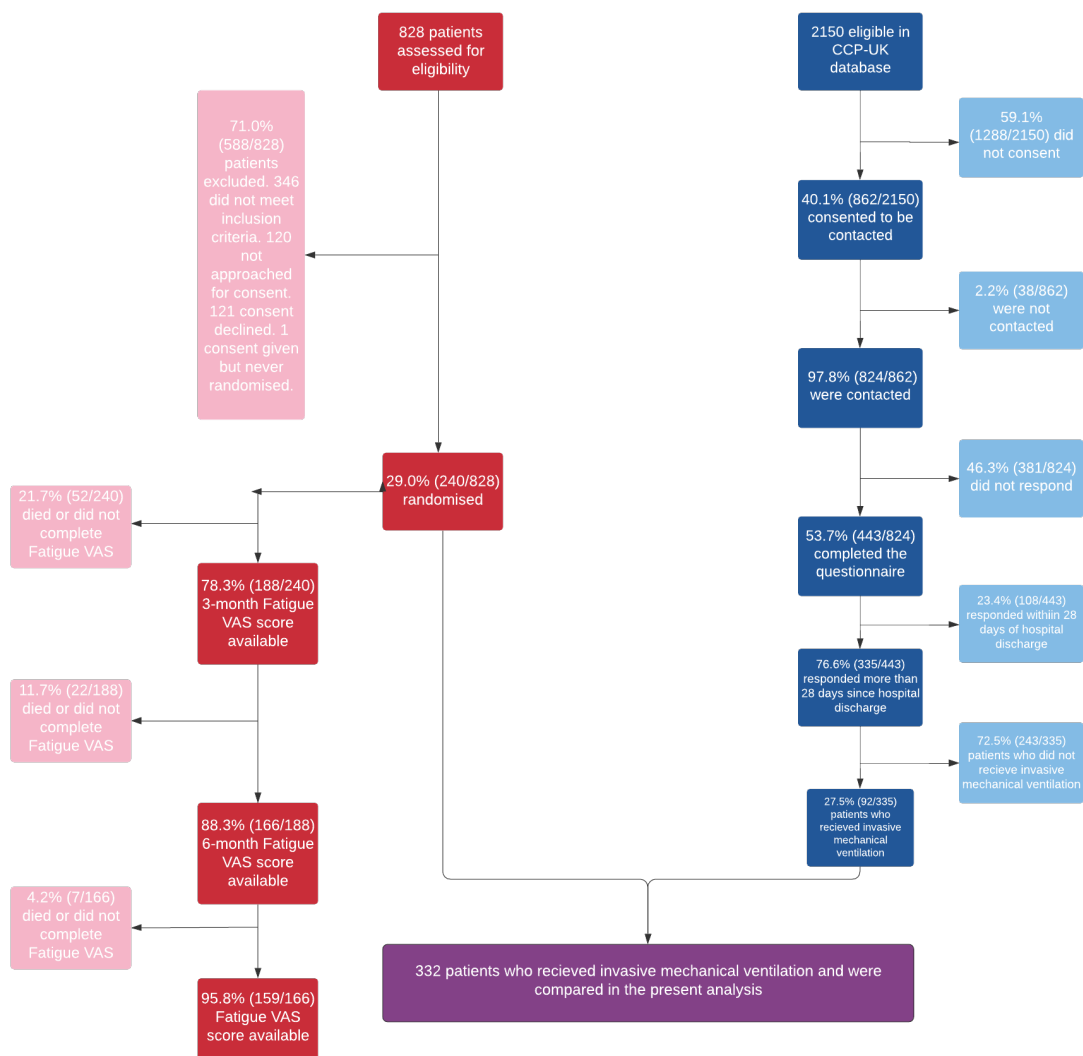 828 patients
assessed for
eligibility
71.0%
(588/828)
patients
excluded. 346
did not meet
inclusion
criteria. 120
not
approached
for consent.
121 consent
declined. 1
consent given
but never
randomised.
29.0% (240/828)
randomised
21.7% (52/240)
died or did not
complete
Fatigue VAS
78.3% (188/240)
3-month Fatigue
VAS score
available
11.7% (22/188)
died or did not
complete
Fatigue VAS
88.3% (166/188)
6-month Fatigue
VAS score
available
4.2% (7/166)
died or did not
complete
Fatigue VAS
95.8% (159/166)
Fatigue VAS
score available
2150 eligible in
CCP-UK
database
59.1%
(1288/2150) did
not consent
40.1% (862/2150)
consented to be
contacted
2.2% (38/862)
were not
contacted
97.8% (824/862)
were contacted
46.3% (381/824)
did not respond
53.7% (443/824)
completed the
questionnaire
23.4% (108/443)
responded withiin 28
days of hospital
discharge
76.6% (335/443)
responded more than
28 days since hospital
discharge
72.5% (243/335)
patients who did not
recieve invasive
mechanical ventilation
27.5% (92/335)
patients who
recieved invasive
mechanical
ventilation
332 patients who recieved invasive mechanical ventilation and were
compared in the present analysis